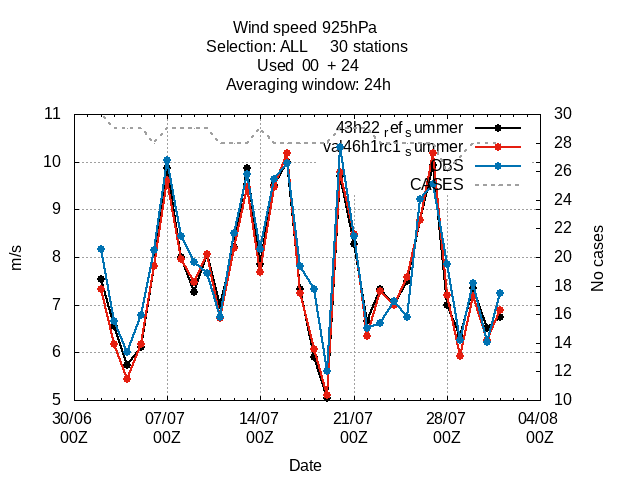 Wind speed 925hPa
Selection: ALL 30 stations
Used 00 + 24
Averaging window: 24h
11 30
43h22_ref_summer
val46h1rc1_summer 28
10 OBS 26
CASES 24
9
22
8 20
m/s No cases
18
7
16
6 14
12
5 10
30/06 07/07 14/07 21/07 28/07 04/08
00Z 00Z 00Z 00Z 00Z 00Z
Date